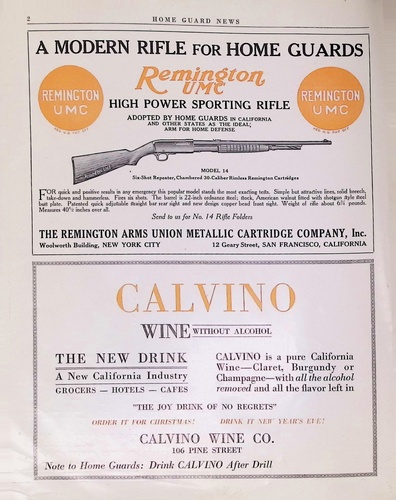 2 HOME GUARD NEWS
A MODERN RIFLE FOR HOME GUARDS
REMINGTON
UMC
Remington
UMC
REMINGTON
UMC
HIGH POWER SPORTING RIFLE
ADOPTED BY HOME GUARDS IN CALIFORNIA
AND OTHER STATES AS THE IDEAL
ARM FOR HOME DEFENSE
MODEL 14
Six-Shot Repeater, Chambered 30-Caliber Rimless Remington Cartridges
FOR quick and positive results in any emergency this popular model stands the most exacting tests. Simple but attractive lines, solid breech,
take-down and hammerless. Fires six shots. The barrel is 22-inch ordnance steel; stock, American walnut fitted with shotgun style steel
butt plate. Patented quick adjustable straight bar rear sight and new design copper bead front sight. Weight of rifle about 6¾ pounds.
Measures 40½ inches over all.
Send to us for No. 14 Rifle Folders
THE REMINGTON ARMS UNION METALLIC CARTRIDGE COMPANY, Inc.
Woolworth Building, NEW YORK CITY 12 Geary Street, SAN FRANCISCO, CALIFORNIA
CALVINO
WINE WITHOUT ALCOHOL
THE NEW DRINK
A New California Industry
GROCERS - HOTELS - CAFES
CALVINO is a pure California
Wine—Claret, Burgundy or
Champagne—with all the alcohol
removed and all the flavor left in
"THE JOY DRINK OF NO REGRETS"
ORDER IT FOR CHRISTMAS! DRINK IT NEW YEAR'S EVE!
CALVINO WINE CO.
106 PINE STREET
Note to Home Guards: Drink CALVINO After Drill